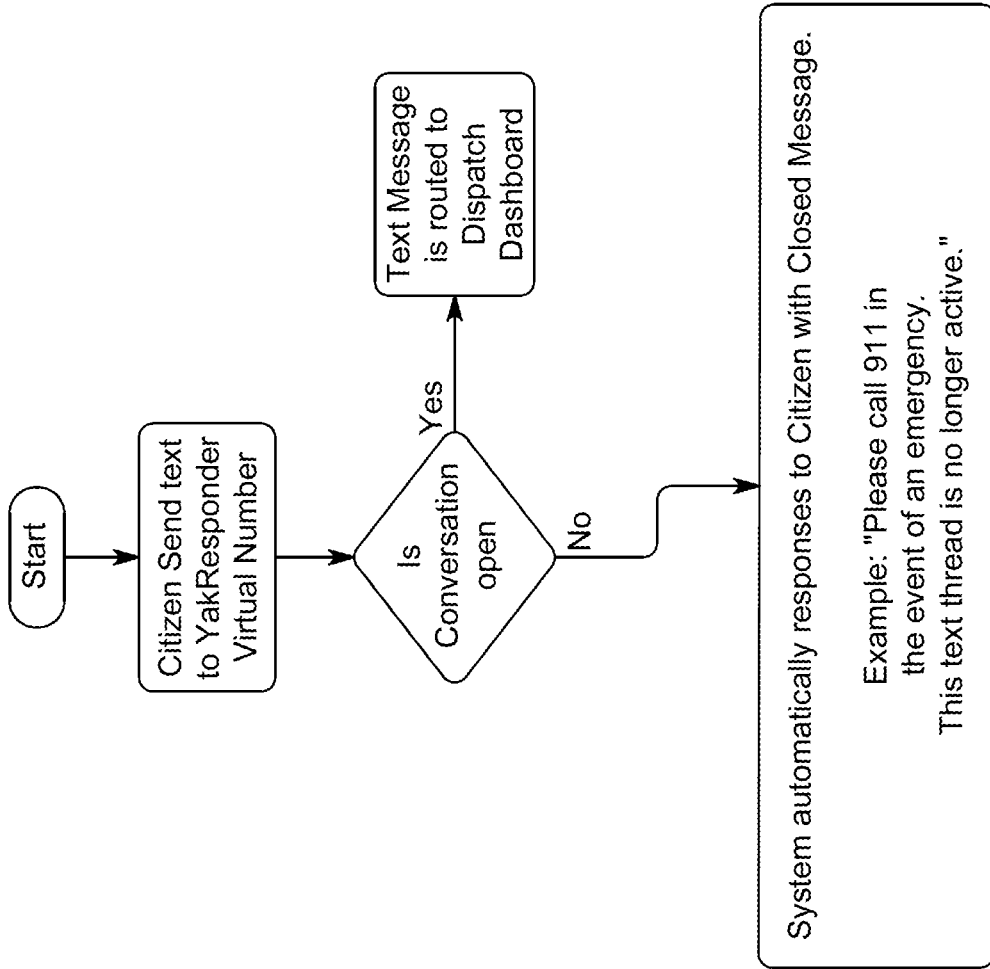 Start
Citizen Send text
to YakResponder
Virtual Number
Is
Conversation
open
Yes
Text Message
is routed to
Dispatch
Dashboard
No
System automatically responses to Citizen with Closed Message.
Example: "Please call 911 in
the event of an emergency.
This text thread is no longer active."